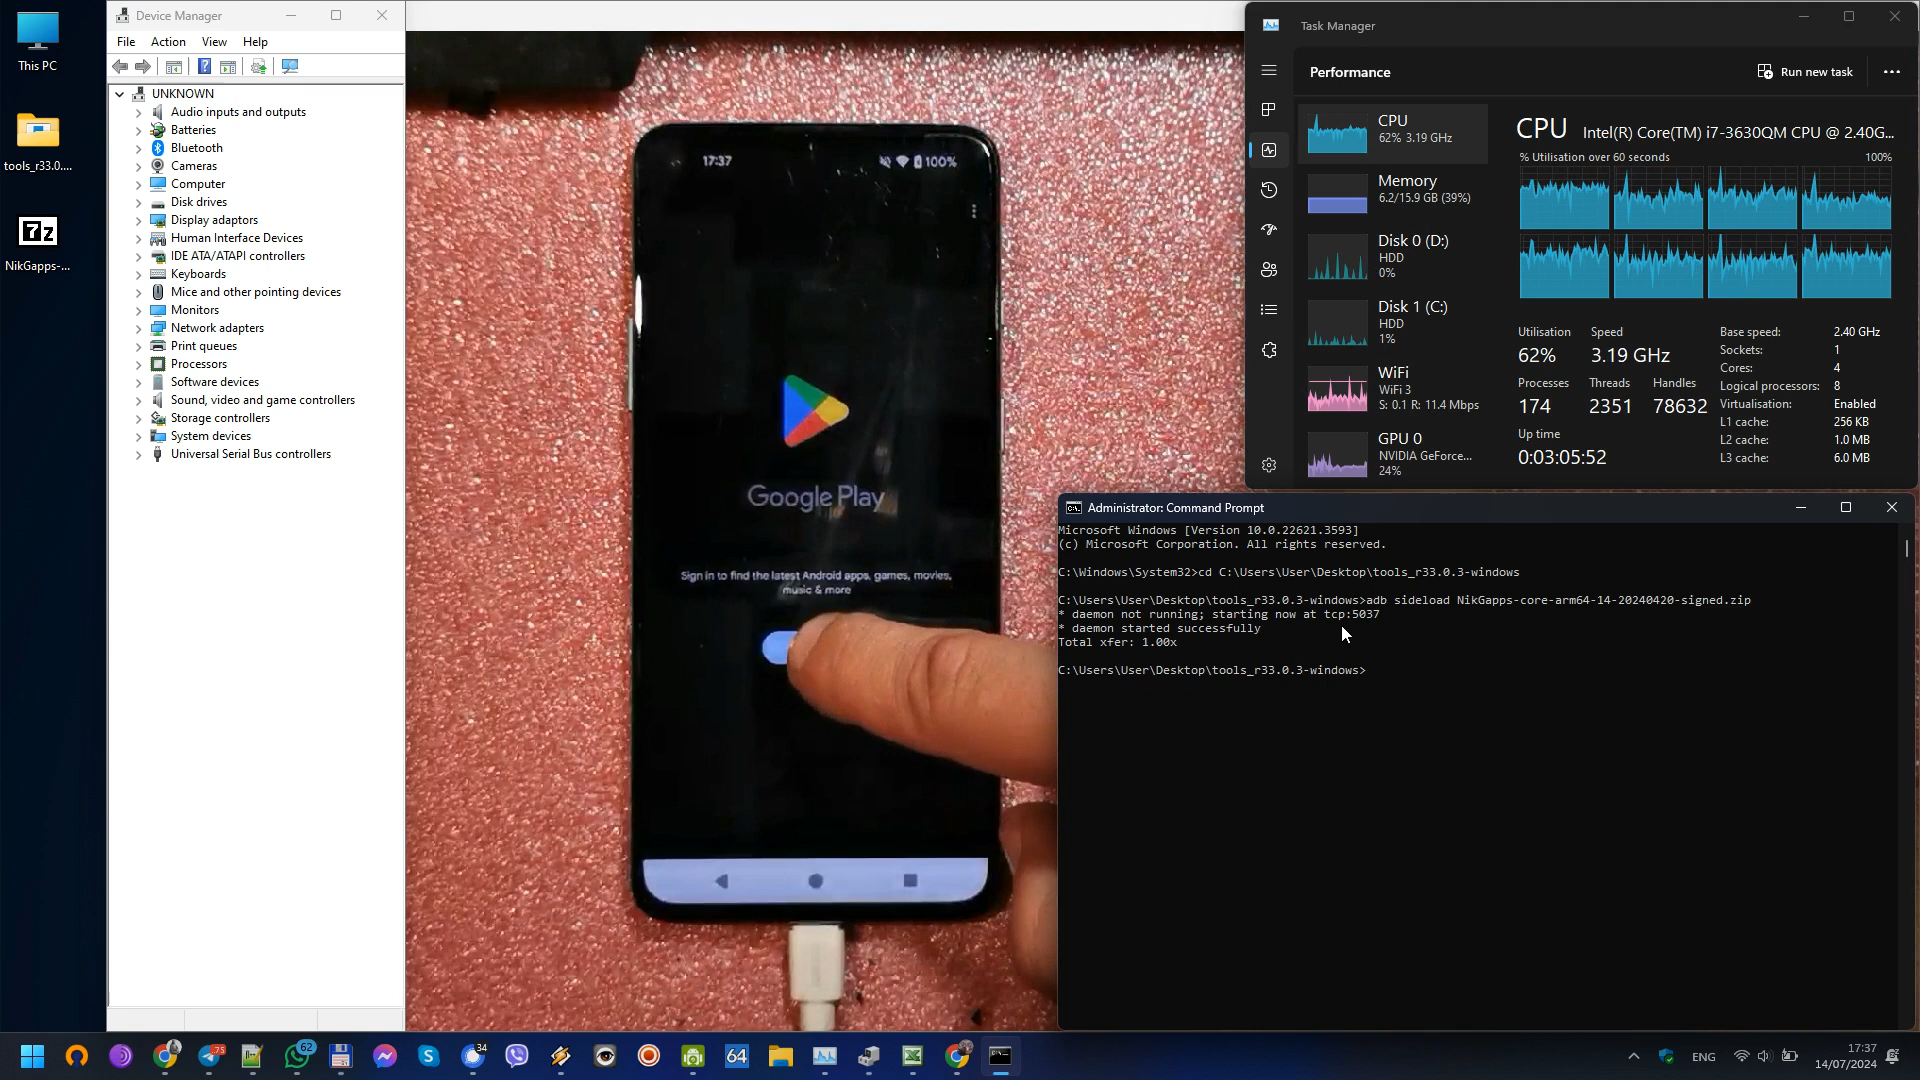 This PC
tools_r33.0....
NikGapps-...
Device Manager
File
Action
View
Help
UNKNOWN
Audio inputs and outputs
Batteries
Bluetooth
Cameras
Computer
Disk drives
Display adaptors
Human Interface Devices
IDE ATA/ATAPI controllers
Keyboards
Mice and other pointing devices
Monitors
Network adapters
Print queues
Processors
Software devices
Sound, video and game controllers
Storage controllers
System devices
Universal Serial Bus controllers
17:37
100%
Google Play
Sign in to find the latest Android apps, games, movies,
music & more
Task Manager
Performance
Run new task
CPU
62% 3.19 GHz
Memory
6.2/15.9 GB (39%)
Disk 0 (D:)
HDD
0%
Disk 1 (C:)
HDD
1%
WiFi
WiFi 3
S: 0.1 R: 11.4 Mbps
GPU 0
NVIDIA GeForce...
24%
CPU Intel(R) Core(TM) i7-3630QM CPU @ 2.40G...
% Utilisation over 60 seconds 100%
Utilisation Speed
62% 3.19 GHz
Processes Threads Handles
174 2351 78632
Up time
0:03:05:52
Base speed: 2.40 GHz
Sockets: 1
Cores: 4
Logical processors: 8
Virtualisation: Enabled
L1 cache: 256 KB
L2 cache: 1.0 MB
L3 cache: 6.0 MB
Administrator: Command Prompt
Microsoft Windows [Version 10.0.22621.3593]
(c) Microsoft Corporation. All rights reserved.
C:\Windows\System32>cd C:\Users\User\Desktop\tools_r33.0.3-windows
C:\Users\User\Desktop\tools_r33.0.3-windows>adb sideload NikGapps-core-arm64-14-20240420-signed.zip
* daemon not running; starting now at tcp:5037
* daemon started successfully
Total xfer: 1.00x
C:\Users\User\Desktop\tools_r33.0.3-windows>
7z
.75
62
34
64
ENG
17:37
14/07/2024